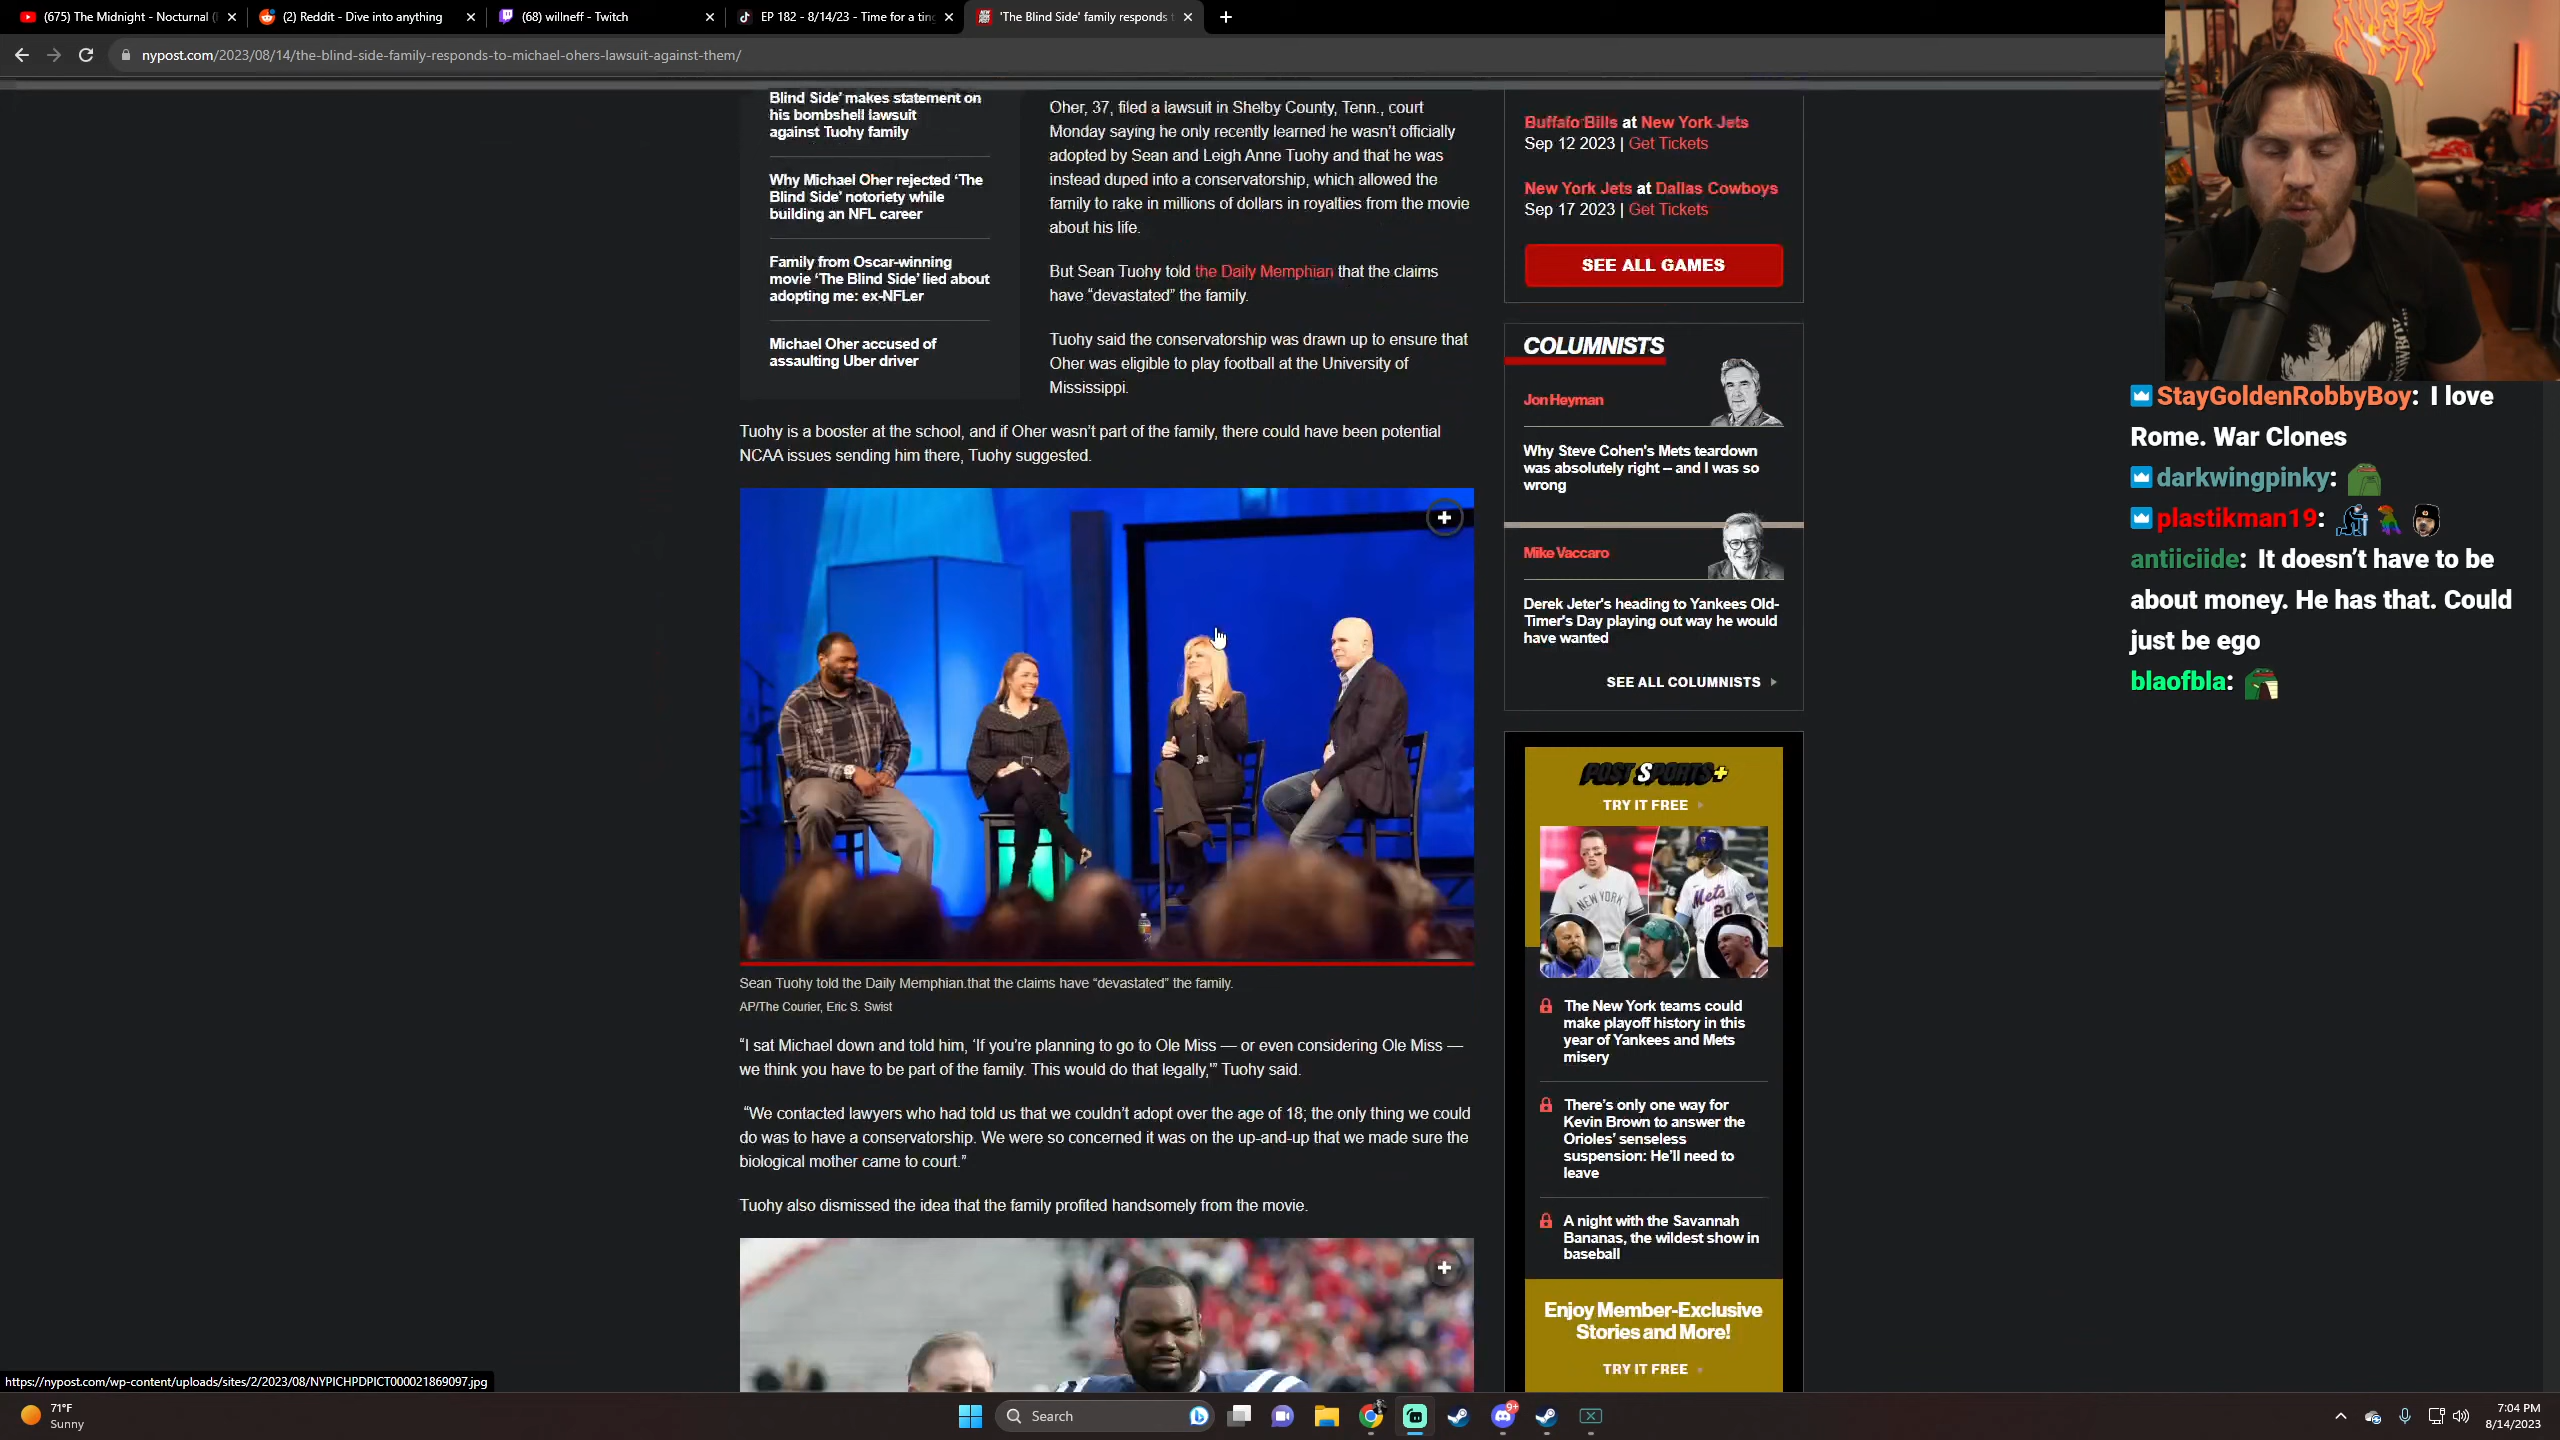 (675) The Midnight - Nocturnal (
(2) Reddit - Dive into anything
(68) willneff - Twitch
EP 182 - 8/14/23 - Time for a tin
'The Blind Side' family responds t
nypost.com/2023/08/14/the-blind-side-family-responds-to-michael-ohers-lawsuit-against-them/
Blind Side' makes statement on
his bombshell lawsuit
against Tuohy family
Why Michael Oher rejected ‘The
Blind Side’ notoriety while
building an NFL career
Family from Oscar-winning
movie ‘The Blind Side’ lied about
adopting me: ex-NFLer
Michael Oher accused of
assaulting Uber driver
Oher, 37, filed a lawsuit in Shelby County, Tenn., court
Monday saying he only recently learned he wasn’t officially
adopted by Sean and Leigh Anne Tuohy and that he was
instead duped into a conservatorship, which allowed the
family to rake in millions of dollars in royalties from the movie
about his life.
But Sean Tuohy told the Daily Memphian that the claims
have “devastated” the family.
Tuohy said the conservatorship was drawn up to ensure that
Oher was eligible to play football at the University of
Mississippi.
Tuohy is a booster at the school, and if Oher wasn’t part of the family, there could have been potential
NCAA issues sending him there, Tuohy suggested.
Sean Tuohy told the Daily Memphian.that the claims have “devastated” the family.
AP/The Courier, Eric S. Swist
“I sat Michael down and told him, ‘If you’re planning to go to Ole Miss — or even considering Ole Miss —
we think you have to be part of the family. This would do that legally,’” Tuohy said.
“We contacted lawyers who had told us that we couldn’t adopt over the age of 18; the only thing we could
do was to have a conservatorship. We were so concerned it was on the up-and-up that we made sure the
biological mother came to court.”
Tuohy also dismissed the idea that the family profited handsomely from the movie.
Buffalo Bills at New York Jets
Sep 12 2023 | Get Tickets
New York Jets at Dallas Cowboys
Sep 17 2023 | Get Tickets
SEE ALL GAMES
COLUMNISTS
Jon Heyman
Why Steve Cohen's Mets teardown
was absolutely right – and I was so
wrong
Mike Vaccaro
Derek Jeter's heading to Yankees Old-
Timer's Day playing out way he would
have wanted
SEE ALL COLUMNISTS
POST SPORTS+
TRY IT FREE
NEW YORK
Mets
20
The New York teams could
make playoff history in this
year of Yankees and Mets
misery
There’s only one way for
Kevin Brown to answer the
Orioles’ senseless
suspension: He’ll need to
leave
A night with the Savannah
Bananas, the wildest show in
baseball
Enjoy Member-Exclusive
Stories and More!
TRY IT FREE
StayGoldenRobbyBoy: I love
Rome. War Clones
darkwingpinky:
plastikman19:
antiiciide: It doesn’t have to be
about money. He has that. Could
just be ego
blaofbla:
https://nypost.com/wp-content/uploads/sites/2/2023/08/NYPICHPDPICT000021869097.jpg
71°F
Sunny
Search
9+
7:04 PM
8/14/2023